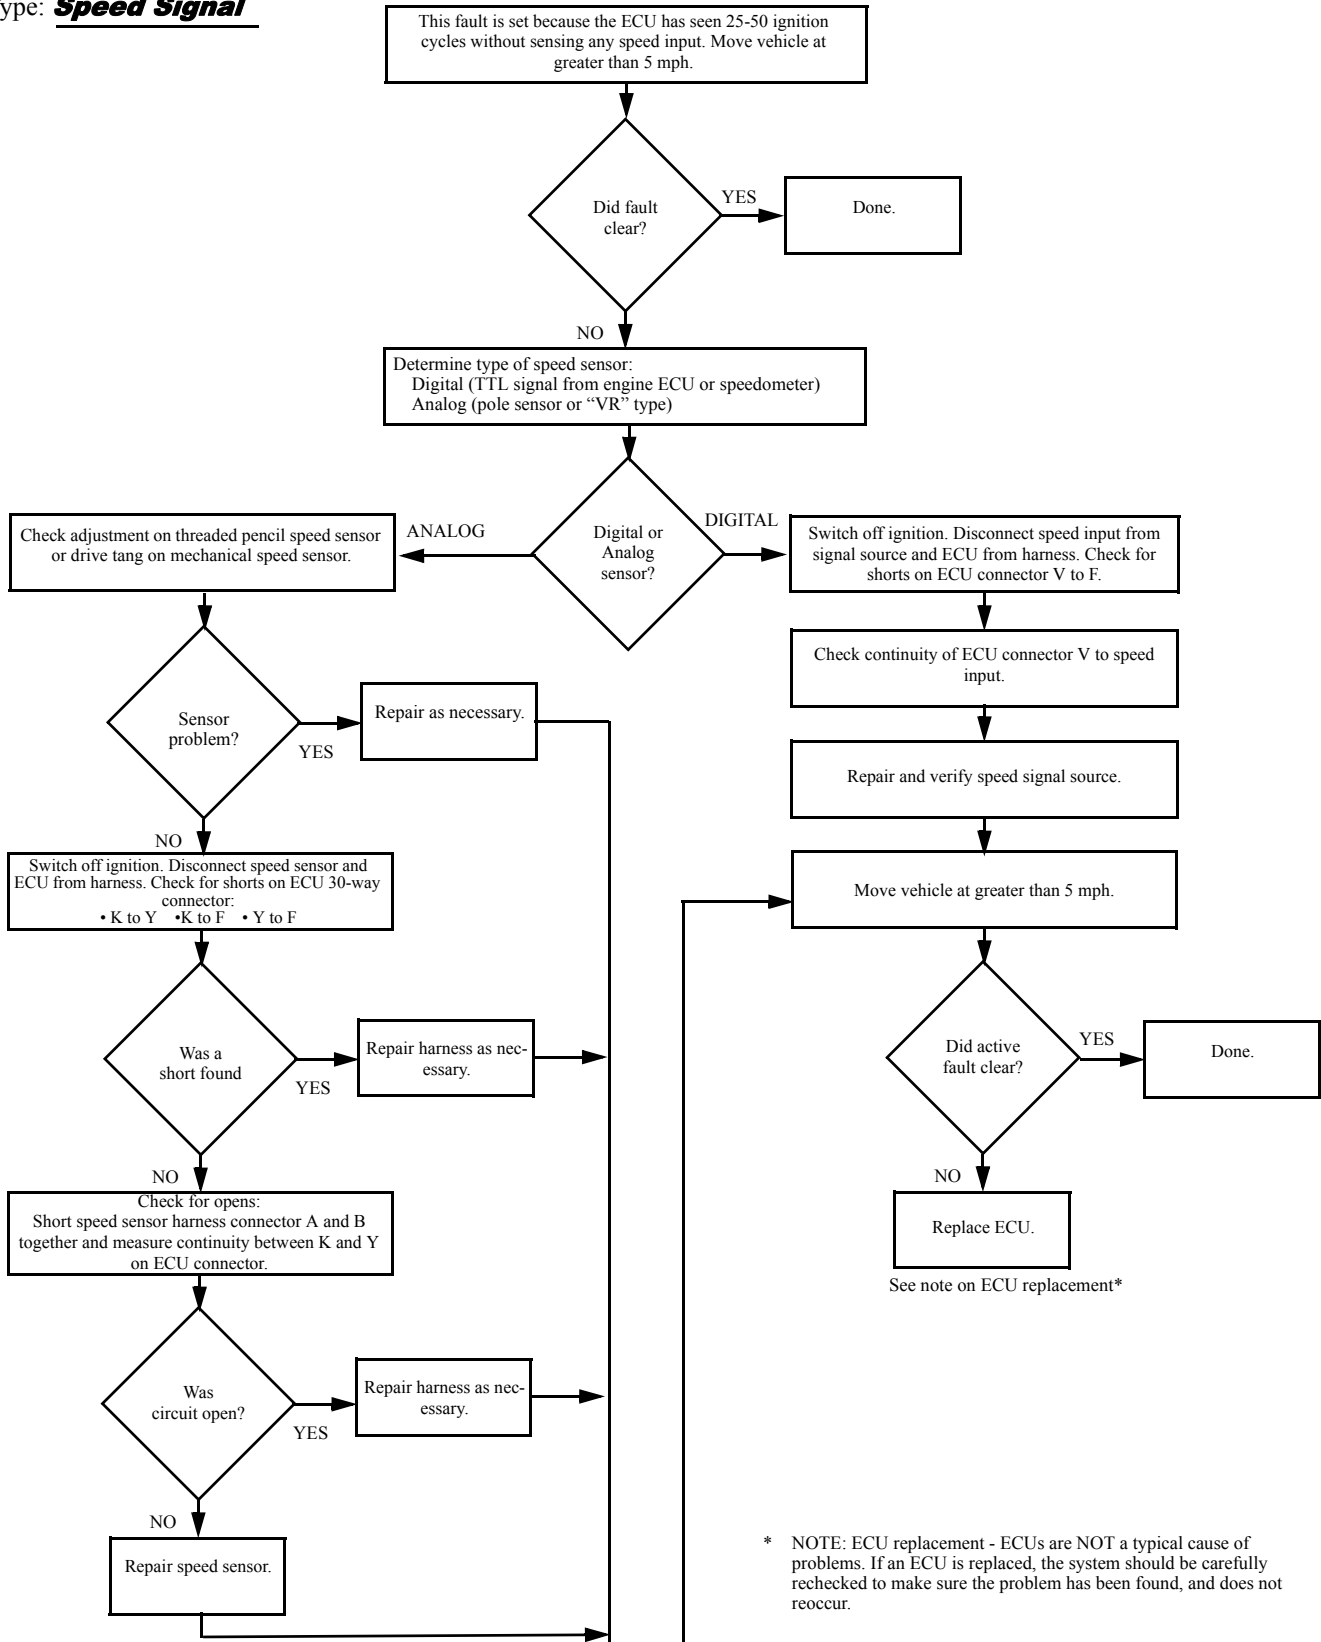 ype: Speed Signal
This fault is set because the ECU has seen 25-50 ignition
cycles without sensing any speed input. Move vehicle at
greater than 5 mph.
Did fault
clear?
YES
Done.
NO
Determine type of speed sensor:
Digital (TTL signal from engine ECU or speedometer)
Analog (pole sensor or “VR” type)
Digital or
Analog
sensor?
ANALOG
DIGITAL
Check adjustment on threaded pencil speed sensor
or drive tang on mechanical speed sensor.
Switch off ignition. Disconnect speed input from
signal source and ECU from harness. Check for
shorts on ECU connector V to F.
Check continuity of ECU connector V to speed
input.
Sensor
problem?
YES
Repair as necessary.
Repair and verify speed signal source.
NO
Switch off ignition. Disconnect speed sensor and
ECU from harness. Check for shorts on ECU 30-way
connector:
• K to Y •K to F • Y to F
Move vehicle at greater than 5 mph.
Was a
short found
YES
Repair harness as nec-
essary.
Did active
fault clear?
YES
Done.
NO
Check for opens:
Short speed sensor harness connector A and B
together and measure continuity between K and Y
on ECU connector.
NO
Replace ECU.
See note on ECU replacement*
Was
circuit open?
YES
Repair harness as nec-
essary.
NO
Repair speed sensor.
* NOTE: ECU replacement - ECUs are NOT a typical cause of
problems. If an ECU is replaced, the system should be carefully
rechecked to make sure the problem has been found, and does not
reoccur.